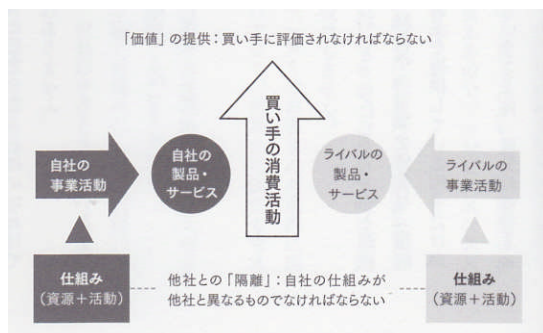 「価値」の提供：買い手に評価されなければならない
買い手の消費活動
自社の
事業活動
自社の
製品・
サービス
ライバルの
製品・
サービス
ライバルの
事業活動
仕組み
(資源＋活動)
他社との「隔離」：自社の仕組みが
他社と異なるものでなければならない
仕組み
(資源＋活動)